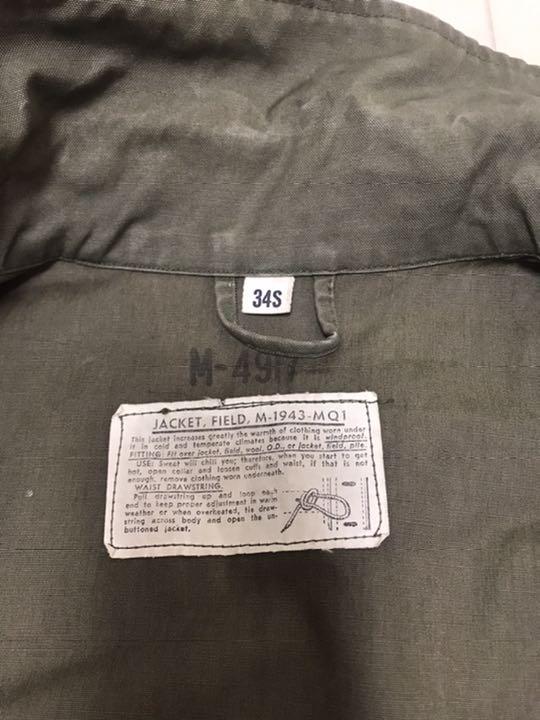 34S
M-49
JACKET, FIELD, M-1943-MQ1
This jacket increases greatly the warmth of clothing worn under
it in cold and temperate climates because it is windproof.
FITTING: Fit over jacket, field, wool, O.D., or jacket, field, pile.
USE: Sweat will chill you; therefore, when you start to get
hot, open collar and loosen cuffs and waist, if that is not
enough, remove clothing worn underneath.
WAIST DRAWSTRING.
Pull drawstring up and loop each
end to keep proper adjustment in warm
weather or when overheated, tie draw-
string across body and open the un-
buttoned jacket.